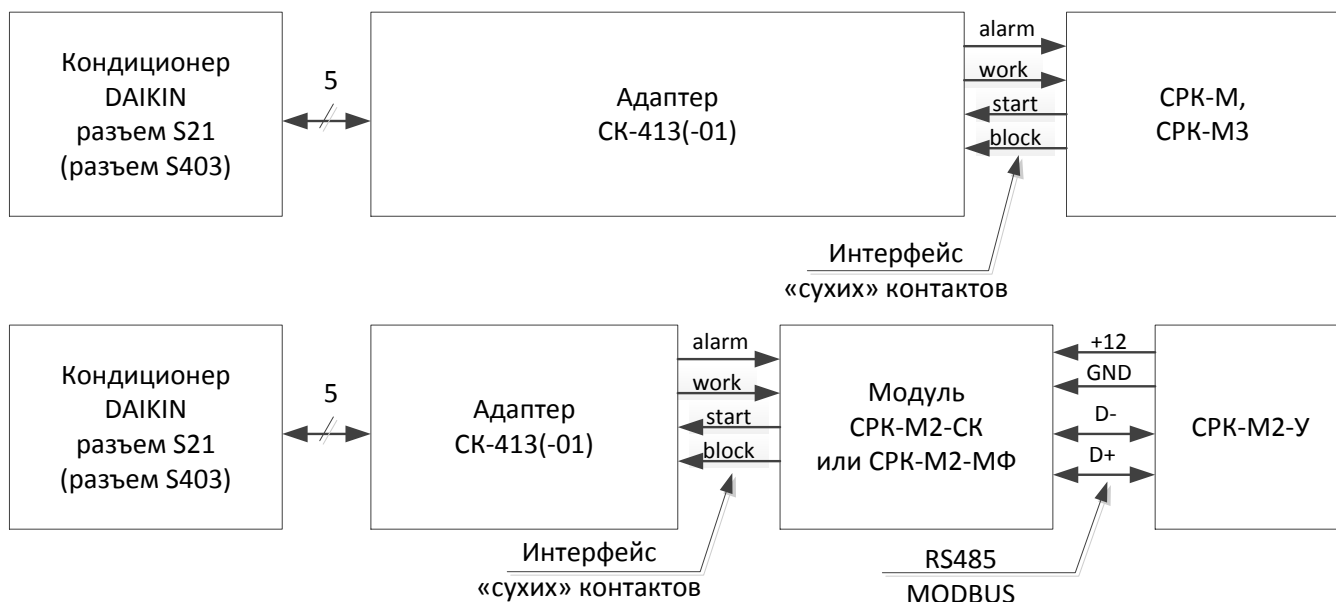 Кондиционер
DAIKIN
разъем S21
(разъем S403)
5
Адаптер
СК-413(-01)
alarm
work
start
block
СРК-М,
СРК-М3
Интерфейс
«сухих» контактов
Кондиционер
DAIKIN
разъем S21
(разъем S403)
5
Адаптер
СК-413(-01)
alarm
work
start
block
Модуль
СРК-М2-СК
или СРК-М2-МФ
+12
GND
D-
D+
СРК-М2-У
Интерфейс
«сухих» контактов
RS485
MODBUS